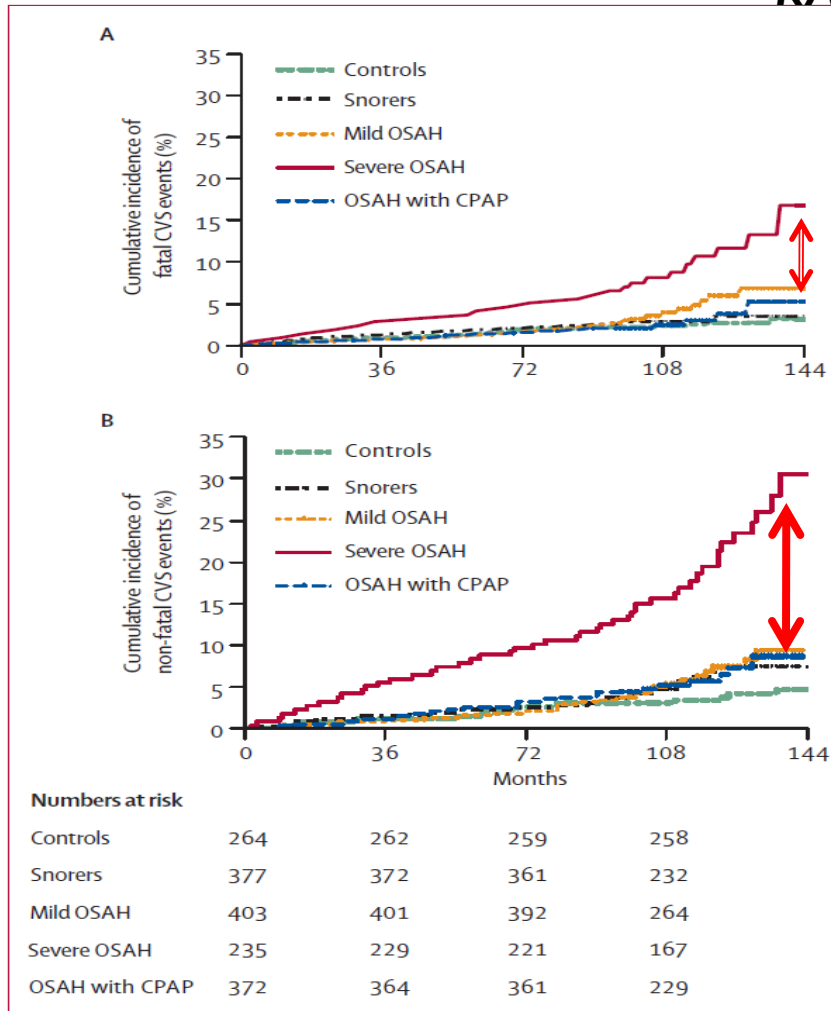 A
Cumulative incidence of
fatal CVS events (%)
35
30
25
20
15
10
5
0
Controls
Snorers
Mild OSAH
Severe OSAH
OSAH with CPAP
0 36 72 108 144
B
Cumulative incidence of
non-fatal CVS events (%)
35
30
25
20
15
10
5
0
Controls
Snorers
Mild OSAH
Severe OSAH
OSAH with CPAP
0 36 72 108 144
Months
Numbers at risk
Controls 264 262 259 258
Snorers 377 372 361 232
Mild OSAH 403 401 392 264
Severe OSAH 235 229 221 167
OSAH with CPAP 372 364 361 229